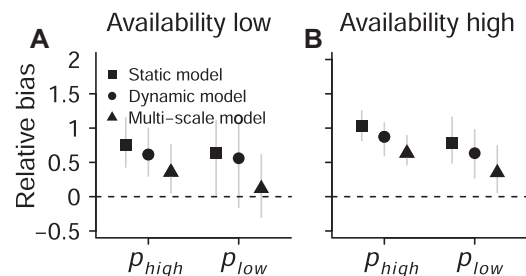 A
Availability low
B
Availability high
Relative bias
2
1.5
1
0.5
0
−0.5
Static model
Dynamic model
Multi−scale model
p_high
p_low
p_high
p_low